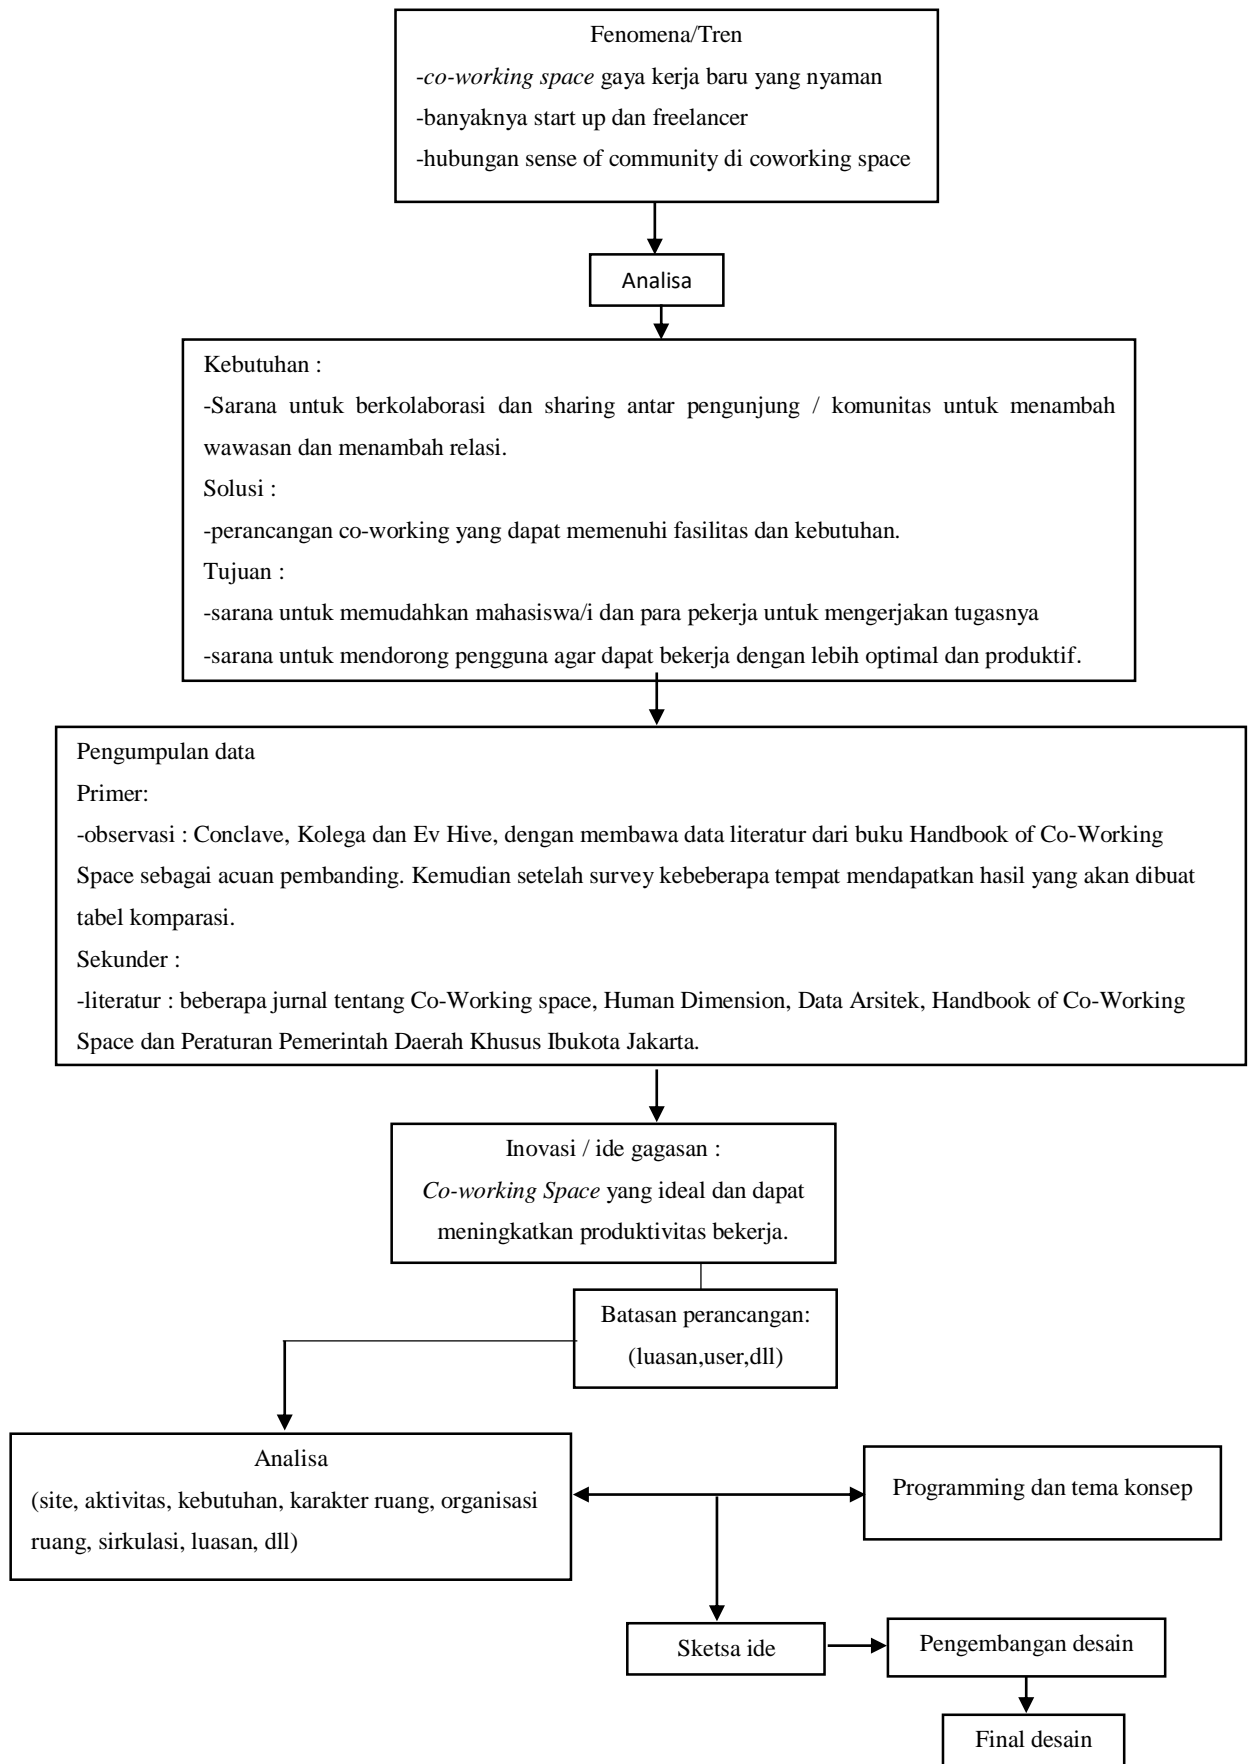 Fenomena/Tren
-co-working space gaya kerja baru yang nyaman
-banyaknya start up dan freelancer
-hubungan sense of community di coworking space
Analisa
Kebutuhan :
-Sarana untuk berkolaborasi dan sharing antar pengunjung / komunitas untuk menambah
wawasan dan menambah relasi.
Solusi :
-perancangan co-working yang dapat memenuhi fasilitas dan kebutuhan.
Tujuan :
-sarana untuk memudahkan mahasiswa/i dan para pekerja untuk mengerjakan tugasnya
-sarana untuk mendorong pengguna agar dapat bekerja dengan lebih optimal dan produktif.
Pengumpulan data
Primer:
-observasi : Conclave, Kolega dan Ev Hive, dengan membawa data literatur dari buku Handbook of Co-Working
Space sebagai acuan pembanding. Kemudian setelah survey kebeberapa tempat mendapatkan hasil yang akan dibuat
tabel komparasi.
Sekunder :
-literatur : beberapa jurnal tentang Co-Working space, Human Dimension, Data Arsitek, Handbook of Co-Working
Space dan Peraturan Pemerintah Daerah Khusus Ibukota Jakarta.
Inovasi / ide gagasan :
Co-working Space yang ideal dan dapat
meningkatkan produktivitas bekerja.
Batasan perancangan:
(luasan,user,dll)
Analisa
(site, aktivitas, kebutuhan, karakter ruang, organisasi
ruang, sirkulasi, luasan, dll)
Programming dan tema konsep
Sketsa ide
Pengembangan desain
Final desain